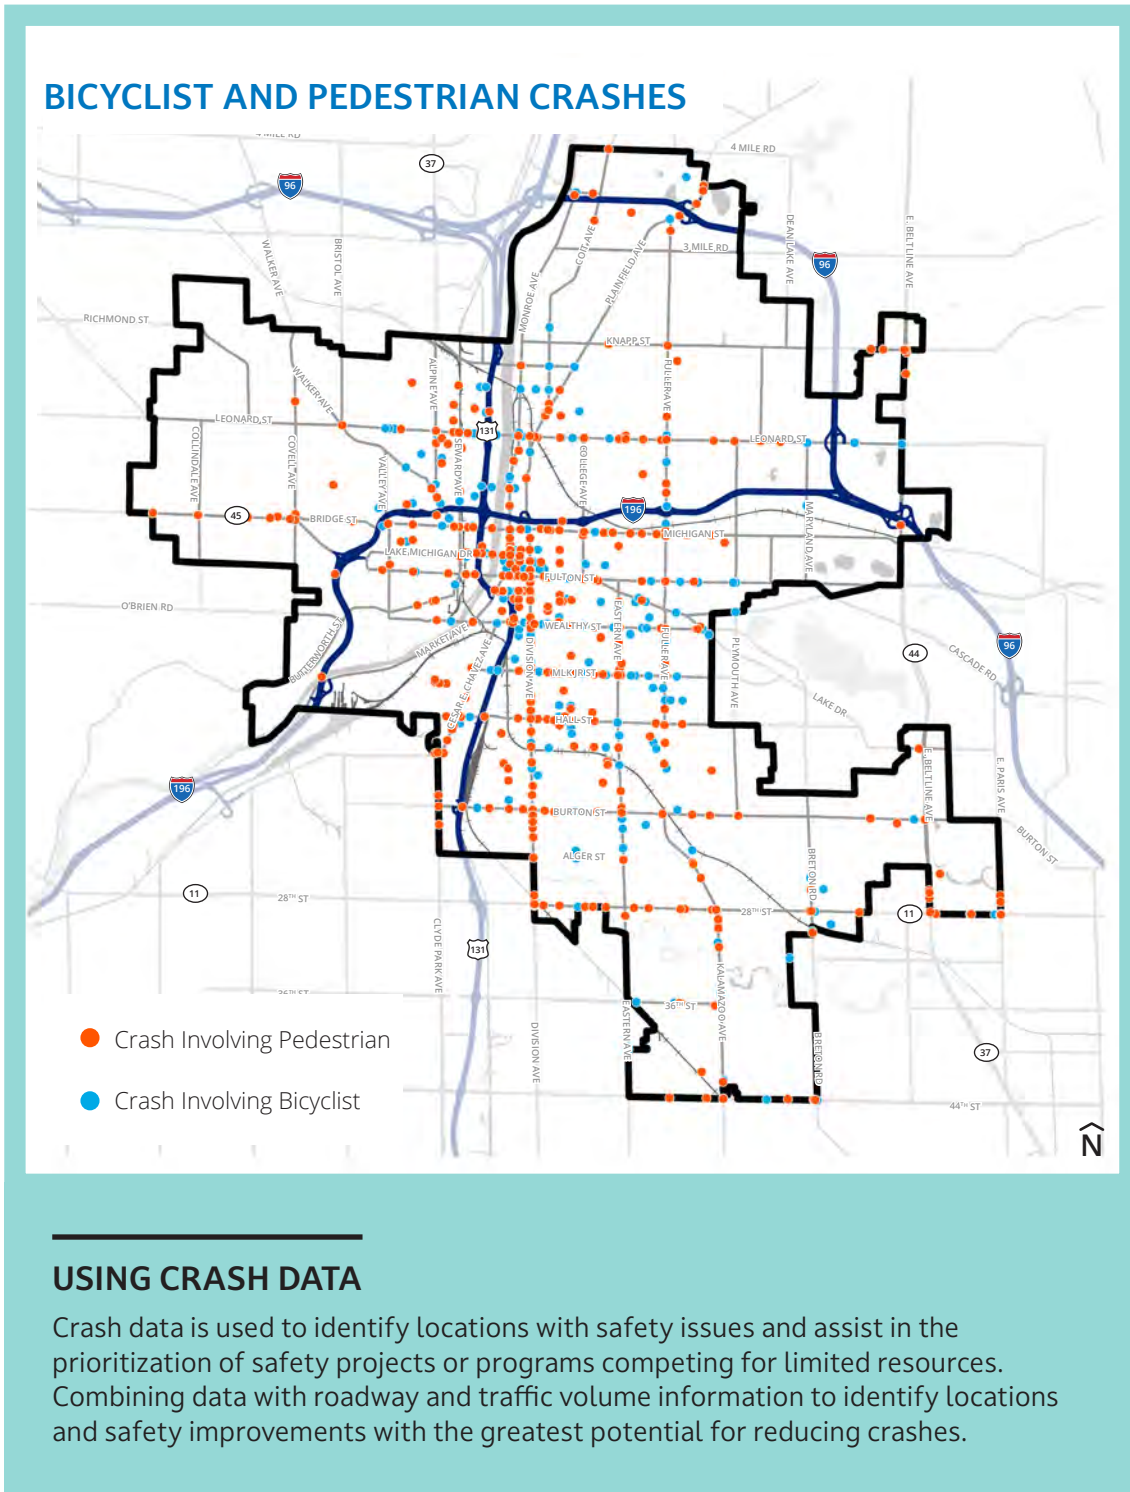 BICYCLIST AND PEDESTRIAN CRASHES
4 MILE RD
4 MILE RD
37
96
WALKER AVE
BRISTOL AVE
COIT AVE
PLAINFIELD AVE
3 MILE RD
DEAN LAKE AVE
E. BELTLINE AVE
96
MONROE AVE
RICHMOND ST
KNAPP ST
WALKER AVE
ALPINE AVE
FULLER AVE
LEONARD ST
131
LEONARD ST
COLLINDALE AVE
COVELL AVE
VALLEY AVE
SEWARD AVE
COLLEGE AVE
196
45
BRIDGE ST
MICHIGAN ST
MARYLAND AVE
LAKE MICHIGAN DR
FULTON ST
O'BRIEN RD
BUTTERWORTH ST
MARKET AVE
WEALTHY ST
EASTERN AVE
FULLER AVE
PLYMOUTH AVE
44
CASCADE RD
96
CESAR E. CHAVEZ AVE
DIVISION AVE
MLK JR ST
LAKE DR
HALL ST
196
E. BELTLINE AVE
E. PARIS AVE
BURTON ST
BURTON ST
ALGER ST
BRETON RD
11
28TH ST
28TH ST
11
CLYDE PARK AVE
131
KALAMAZOO AVE
36TH ST
36TH ST
EASTERN AVE
DIVISION AVE
BRETON RD
37
44TH ST
Crash Involving Pedestrian
Crash Involving Bicyclist
N
USING CRASH DATA
Crash data is used to identify locations with safety issues and assist in the
prioritization of safety projects or programs competing for limited resources.
Combining data with roadway and traffic volume information to identify locations
and safety improvements with the greatest potential for reducing crashes.